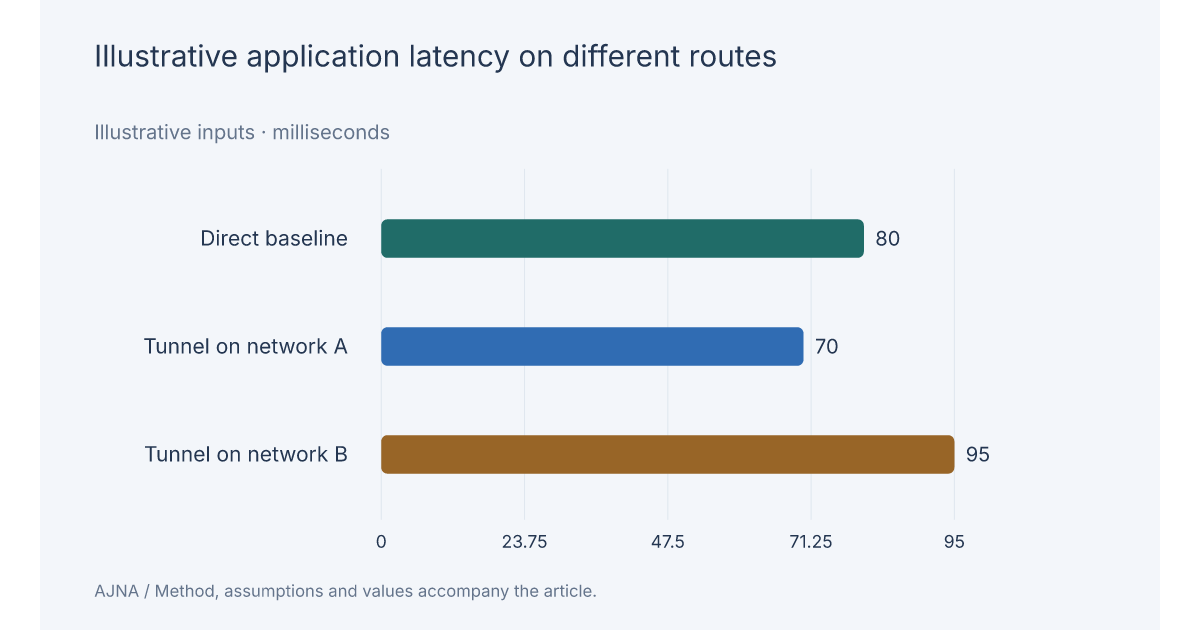 Illustrative application latency on different routes
Illustrative inputs · milliseconds
Direct baseline 80
Tunnel on network A 70
Tunnel on network B 95
0 23.75 47.5 71.25 95
AJNA / Method, assumptions and values accompany the article.